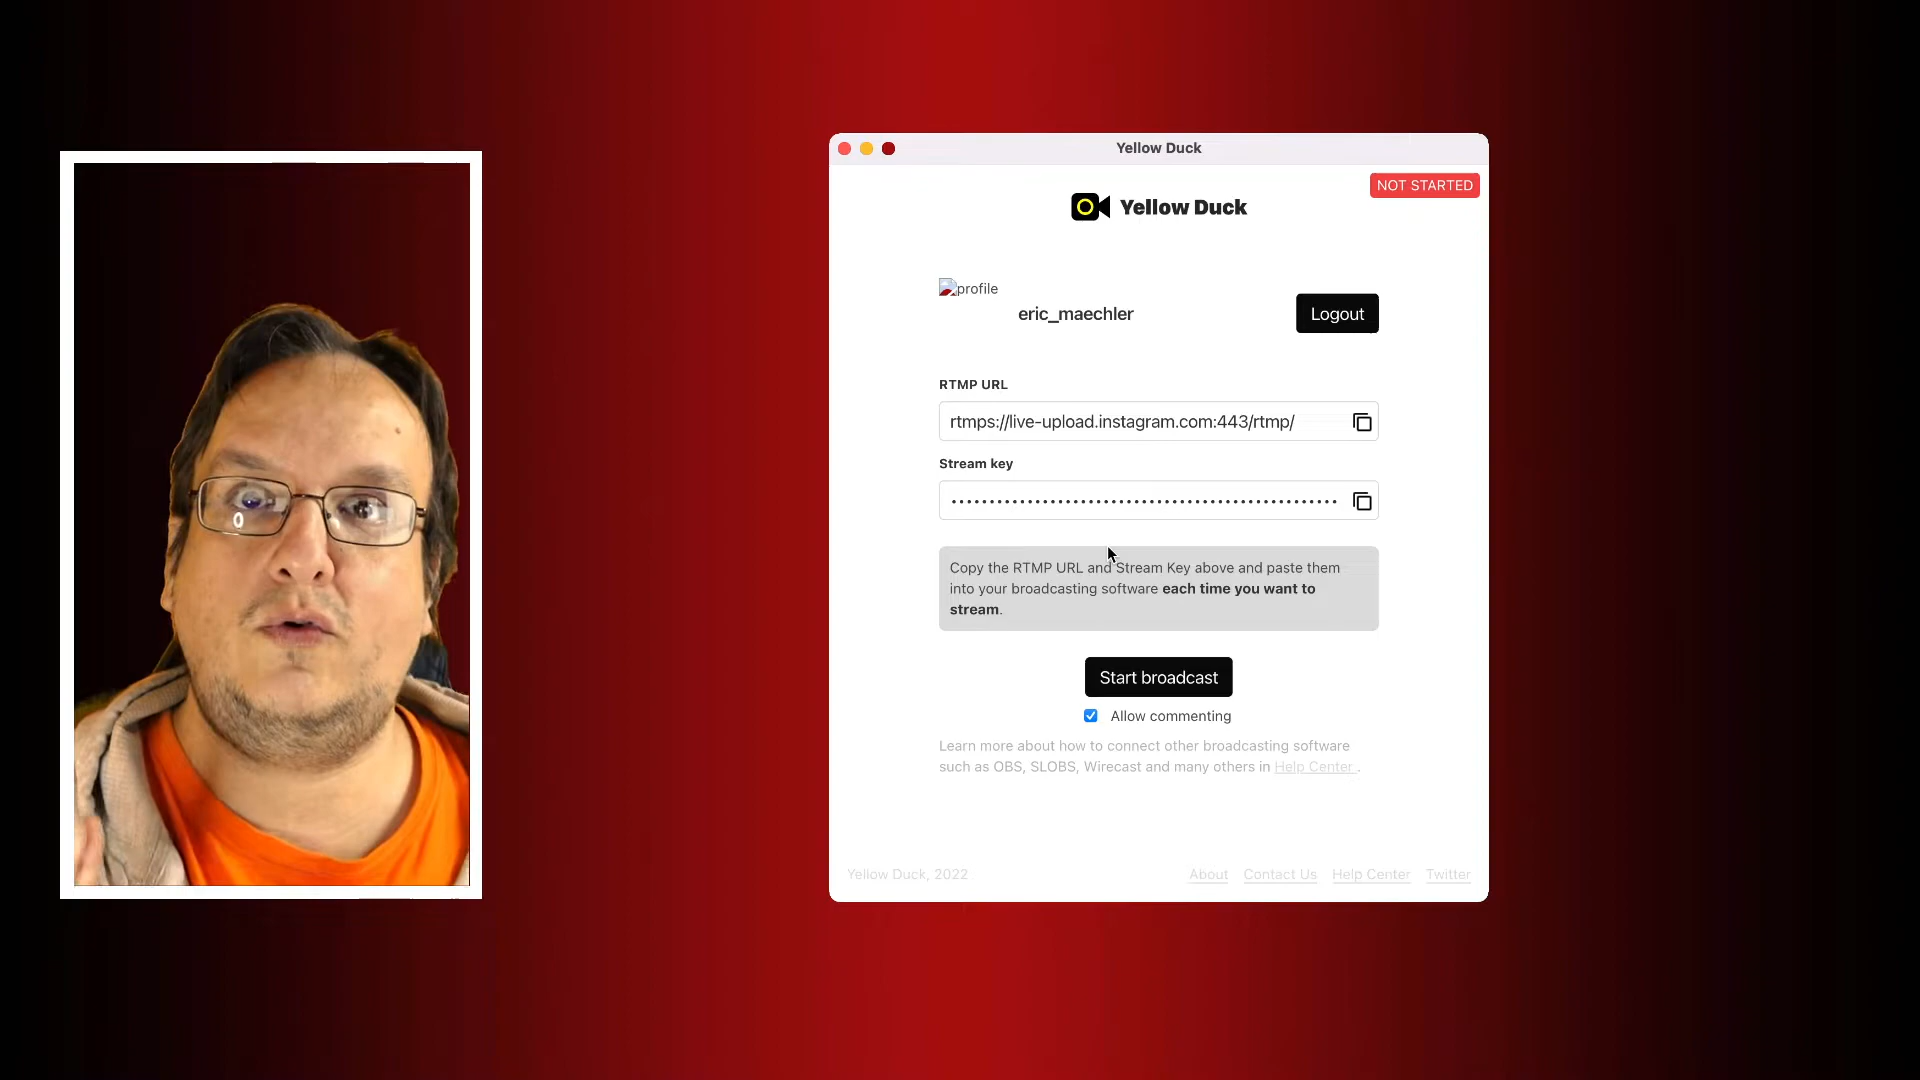 Yellow Duck
NOT STARTED
Yellow Duck
profile
eric_maechler
Logout
RTMP URL
rtmps://live-upload.instagram.com:443/rtmp/
Stream key
Copy the RTMP URL and Stream Key above and paste them
into your broadcasting software each time you want to
stream.
Start broadcast
Allow commenting
Learn more about how to connect other broadcasting software
such as OBS, SLOBS, Wirecast and many others in Help Center .
Yellow Duck, 2022
About Contact Us Help Center Twitter